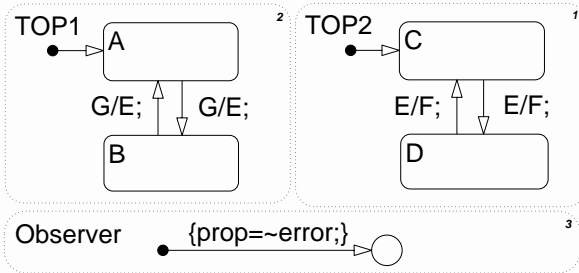 TOP1
2
A
G/E;
G/E;
B
TOP2
1
C
E/F;
E/F;
D
Observer
{prop=~error;}
3